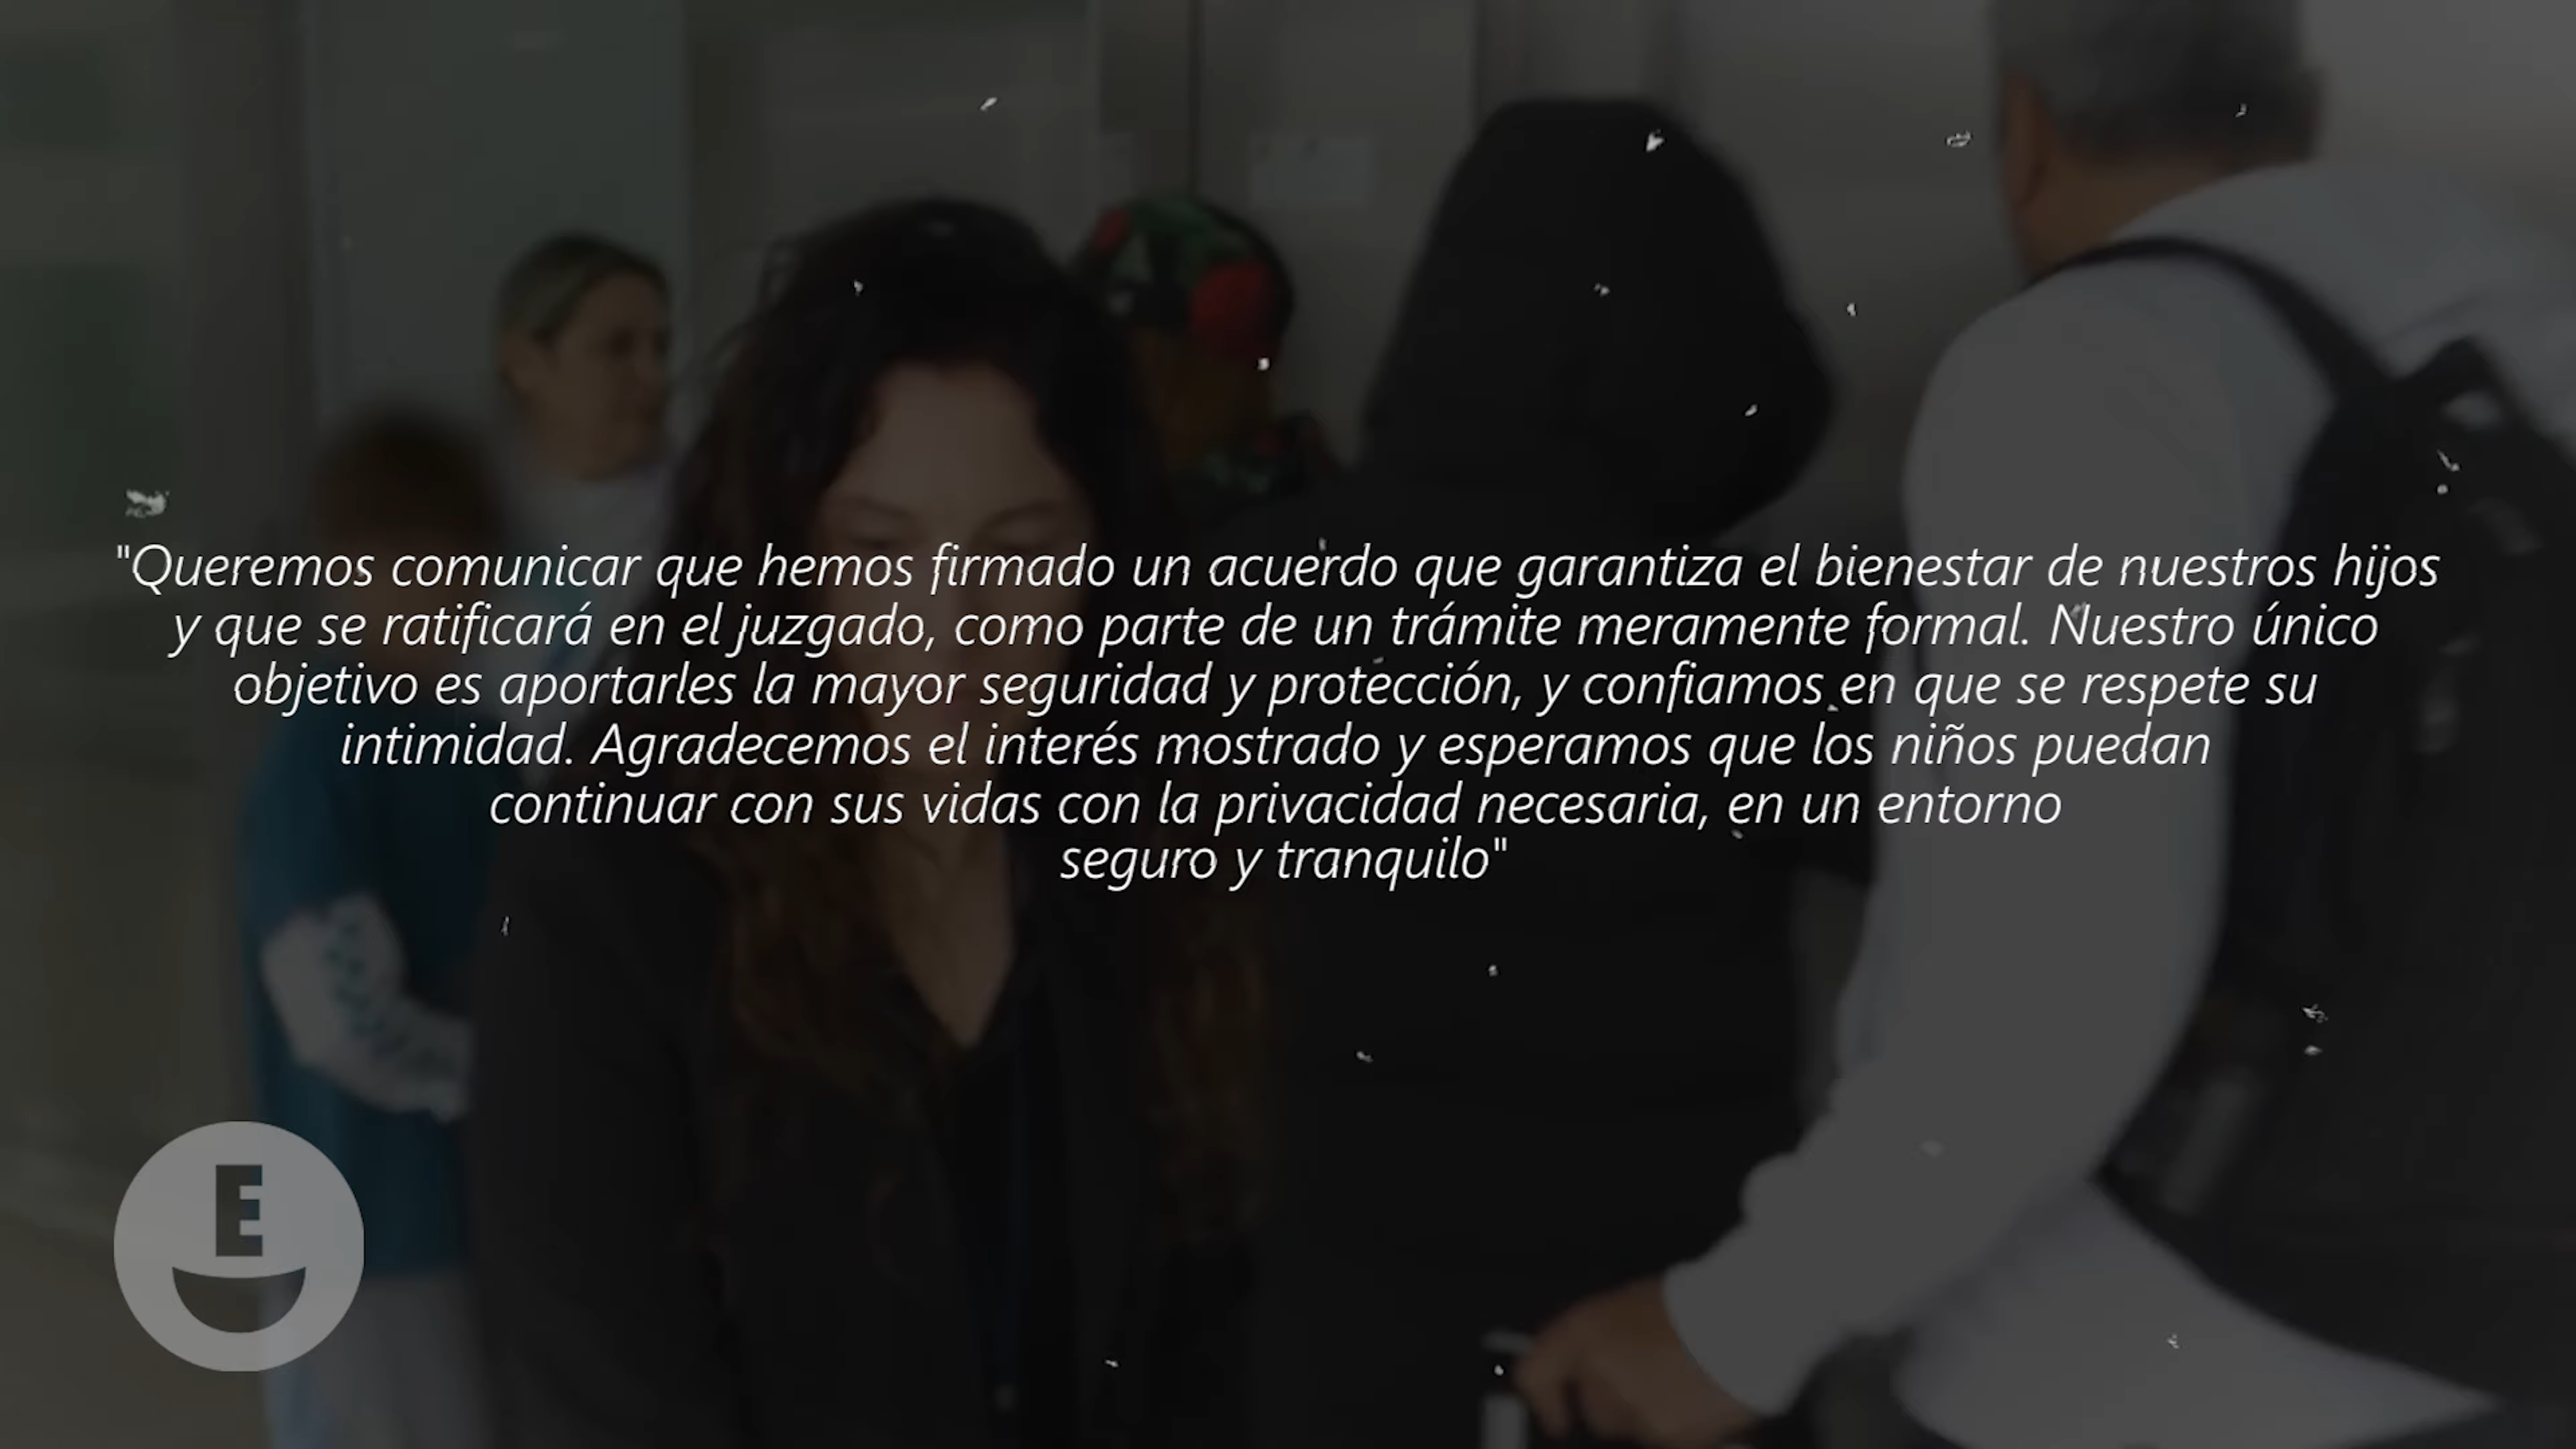 "Queremos comunicar que hemos firmado un acuerdo que garantiza el bienestar de nuestros hijos
y que se ratificará en el juzgado, como parte de un trámite meramente formal. Nuestro único
objetivo es aportarles la mayor seguridad y protección, y confiamos en que se respete su
intimidad. Agradecemos el interés mostrado y esperamos que los niños puedan
continuar con sus vidas con la privacidad necesaria, en un entorno
seguro y tranquilo"
E